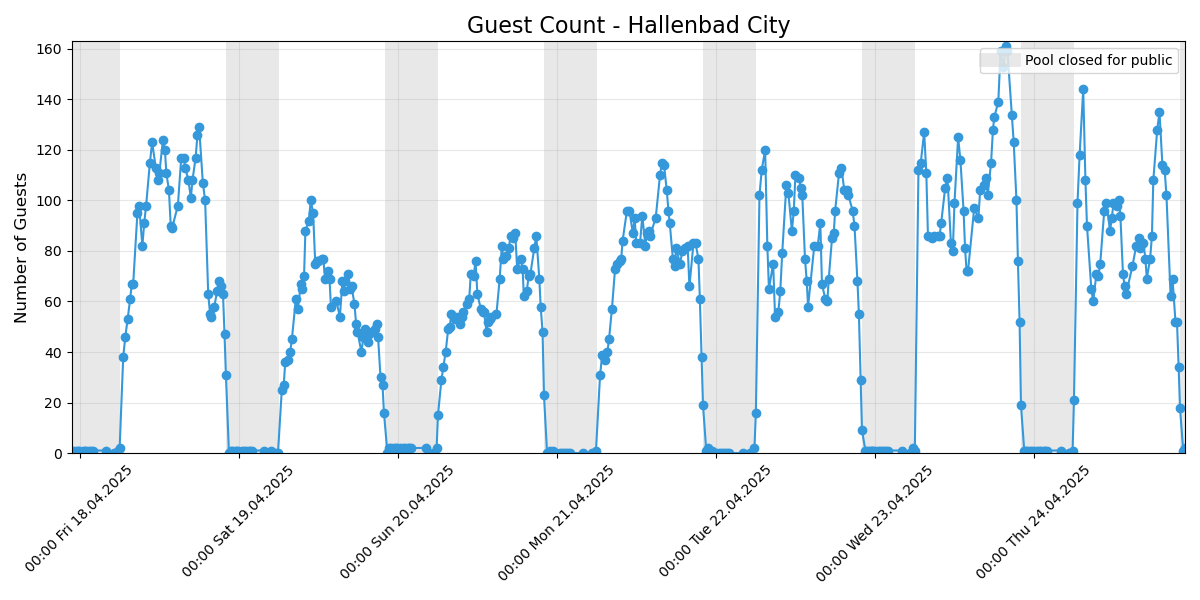 Guest Count - Hallenbad City
Number of Guests
160
140
120
100
80
60
40
20
0
Pool closed for public
00:00 Fri 18.04.2025
00:00 Sat 19.04.2025
00:00 Sun 20.04.2025
00:00 Mon 21.04.2025
00:00 Tue 22.04.2025
00:00 Wed 23.04.2025
00:00 Thu 24.04.2025